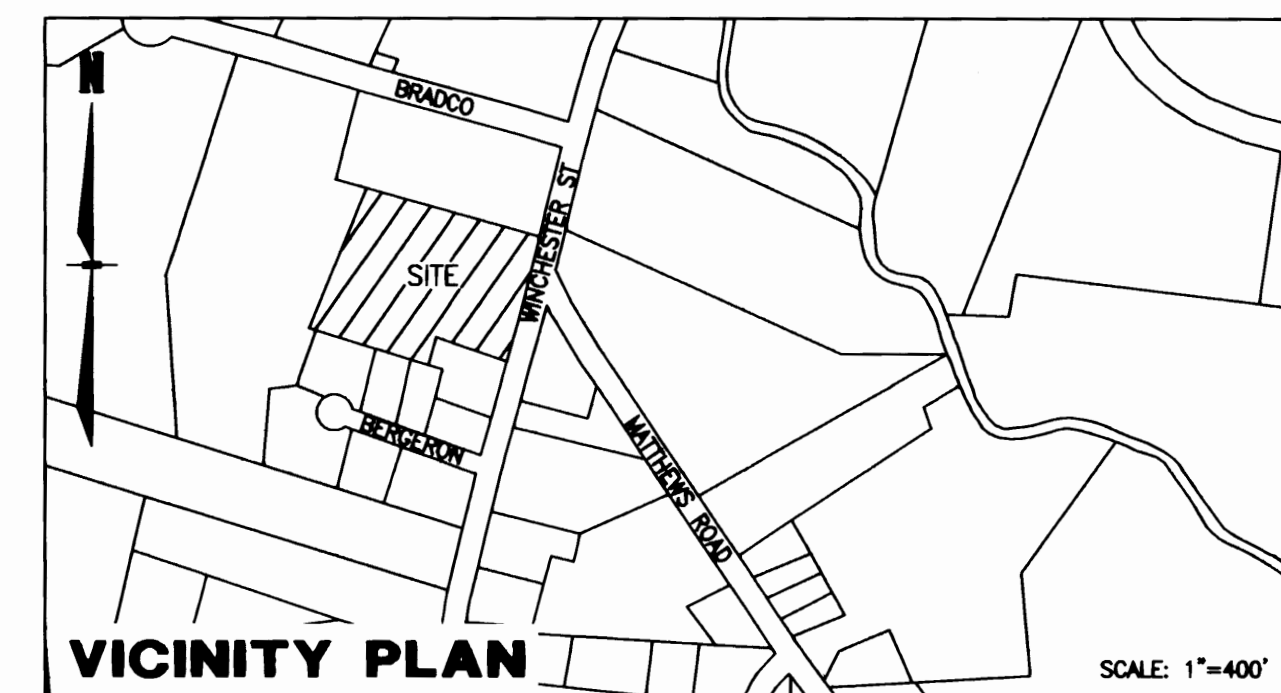 N
BRADCO
WINCHESTER ST
SITE
BERGERON
MATTHEWS ROAD
VICINITY PLAN
SCALE: 1"=400'